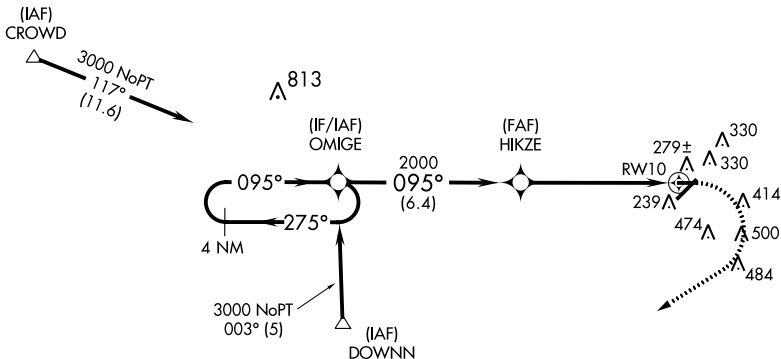 (IAF)
CROWD
3000 NoPT
117°
(11.6)
813
(IF/IAF)
OMIGE
(FAF)
HIKZE
2000
095°
(6.4)
095°
275°
4 NM
RW10
279±
330
330
239
414
474
500
484
3000 NoPT
003° (5)
(IAF)
DOWNN